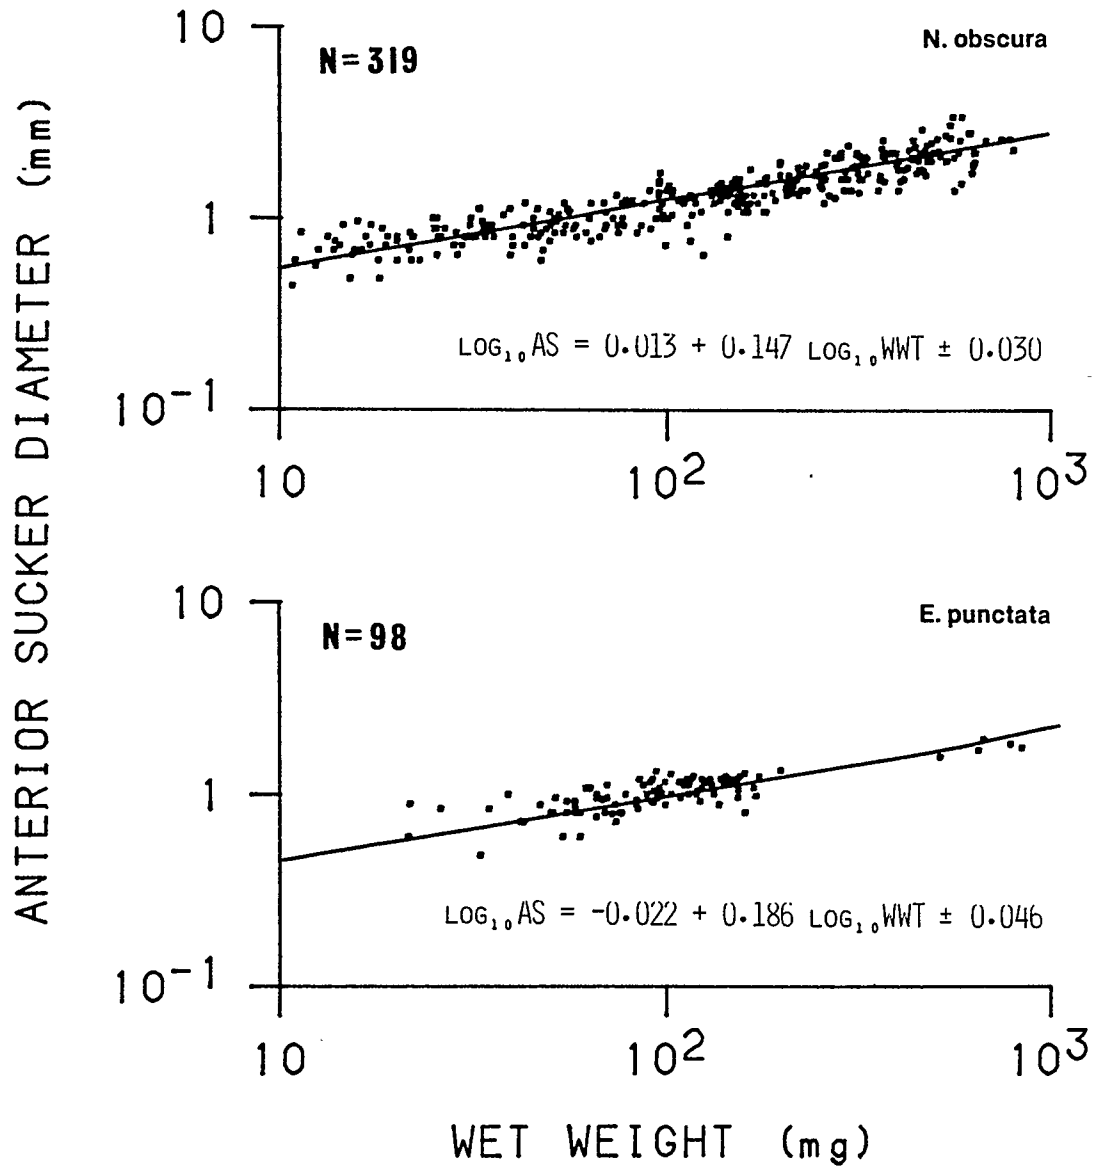 ANTERIOR SUCKER DIAMETER (mm)
10
N=319
N. obscura
1
LOG₁₀AS = 0.013 + 0.147 LOG₁₀WWT ± 0.030
10⁻¹
10
10²
10³
10
N=98
E. punctata
1
LOG₁₀AS = -0.022 + 0.186 LOG₁₀WWT ± 0.046
10⁻¹
10
10²
10³
WET WEIGHT (mg)